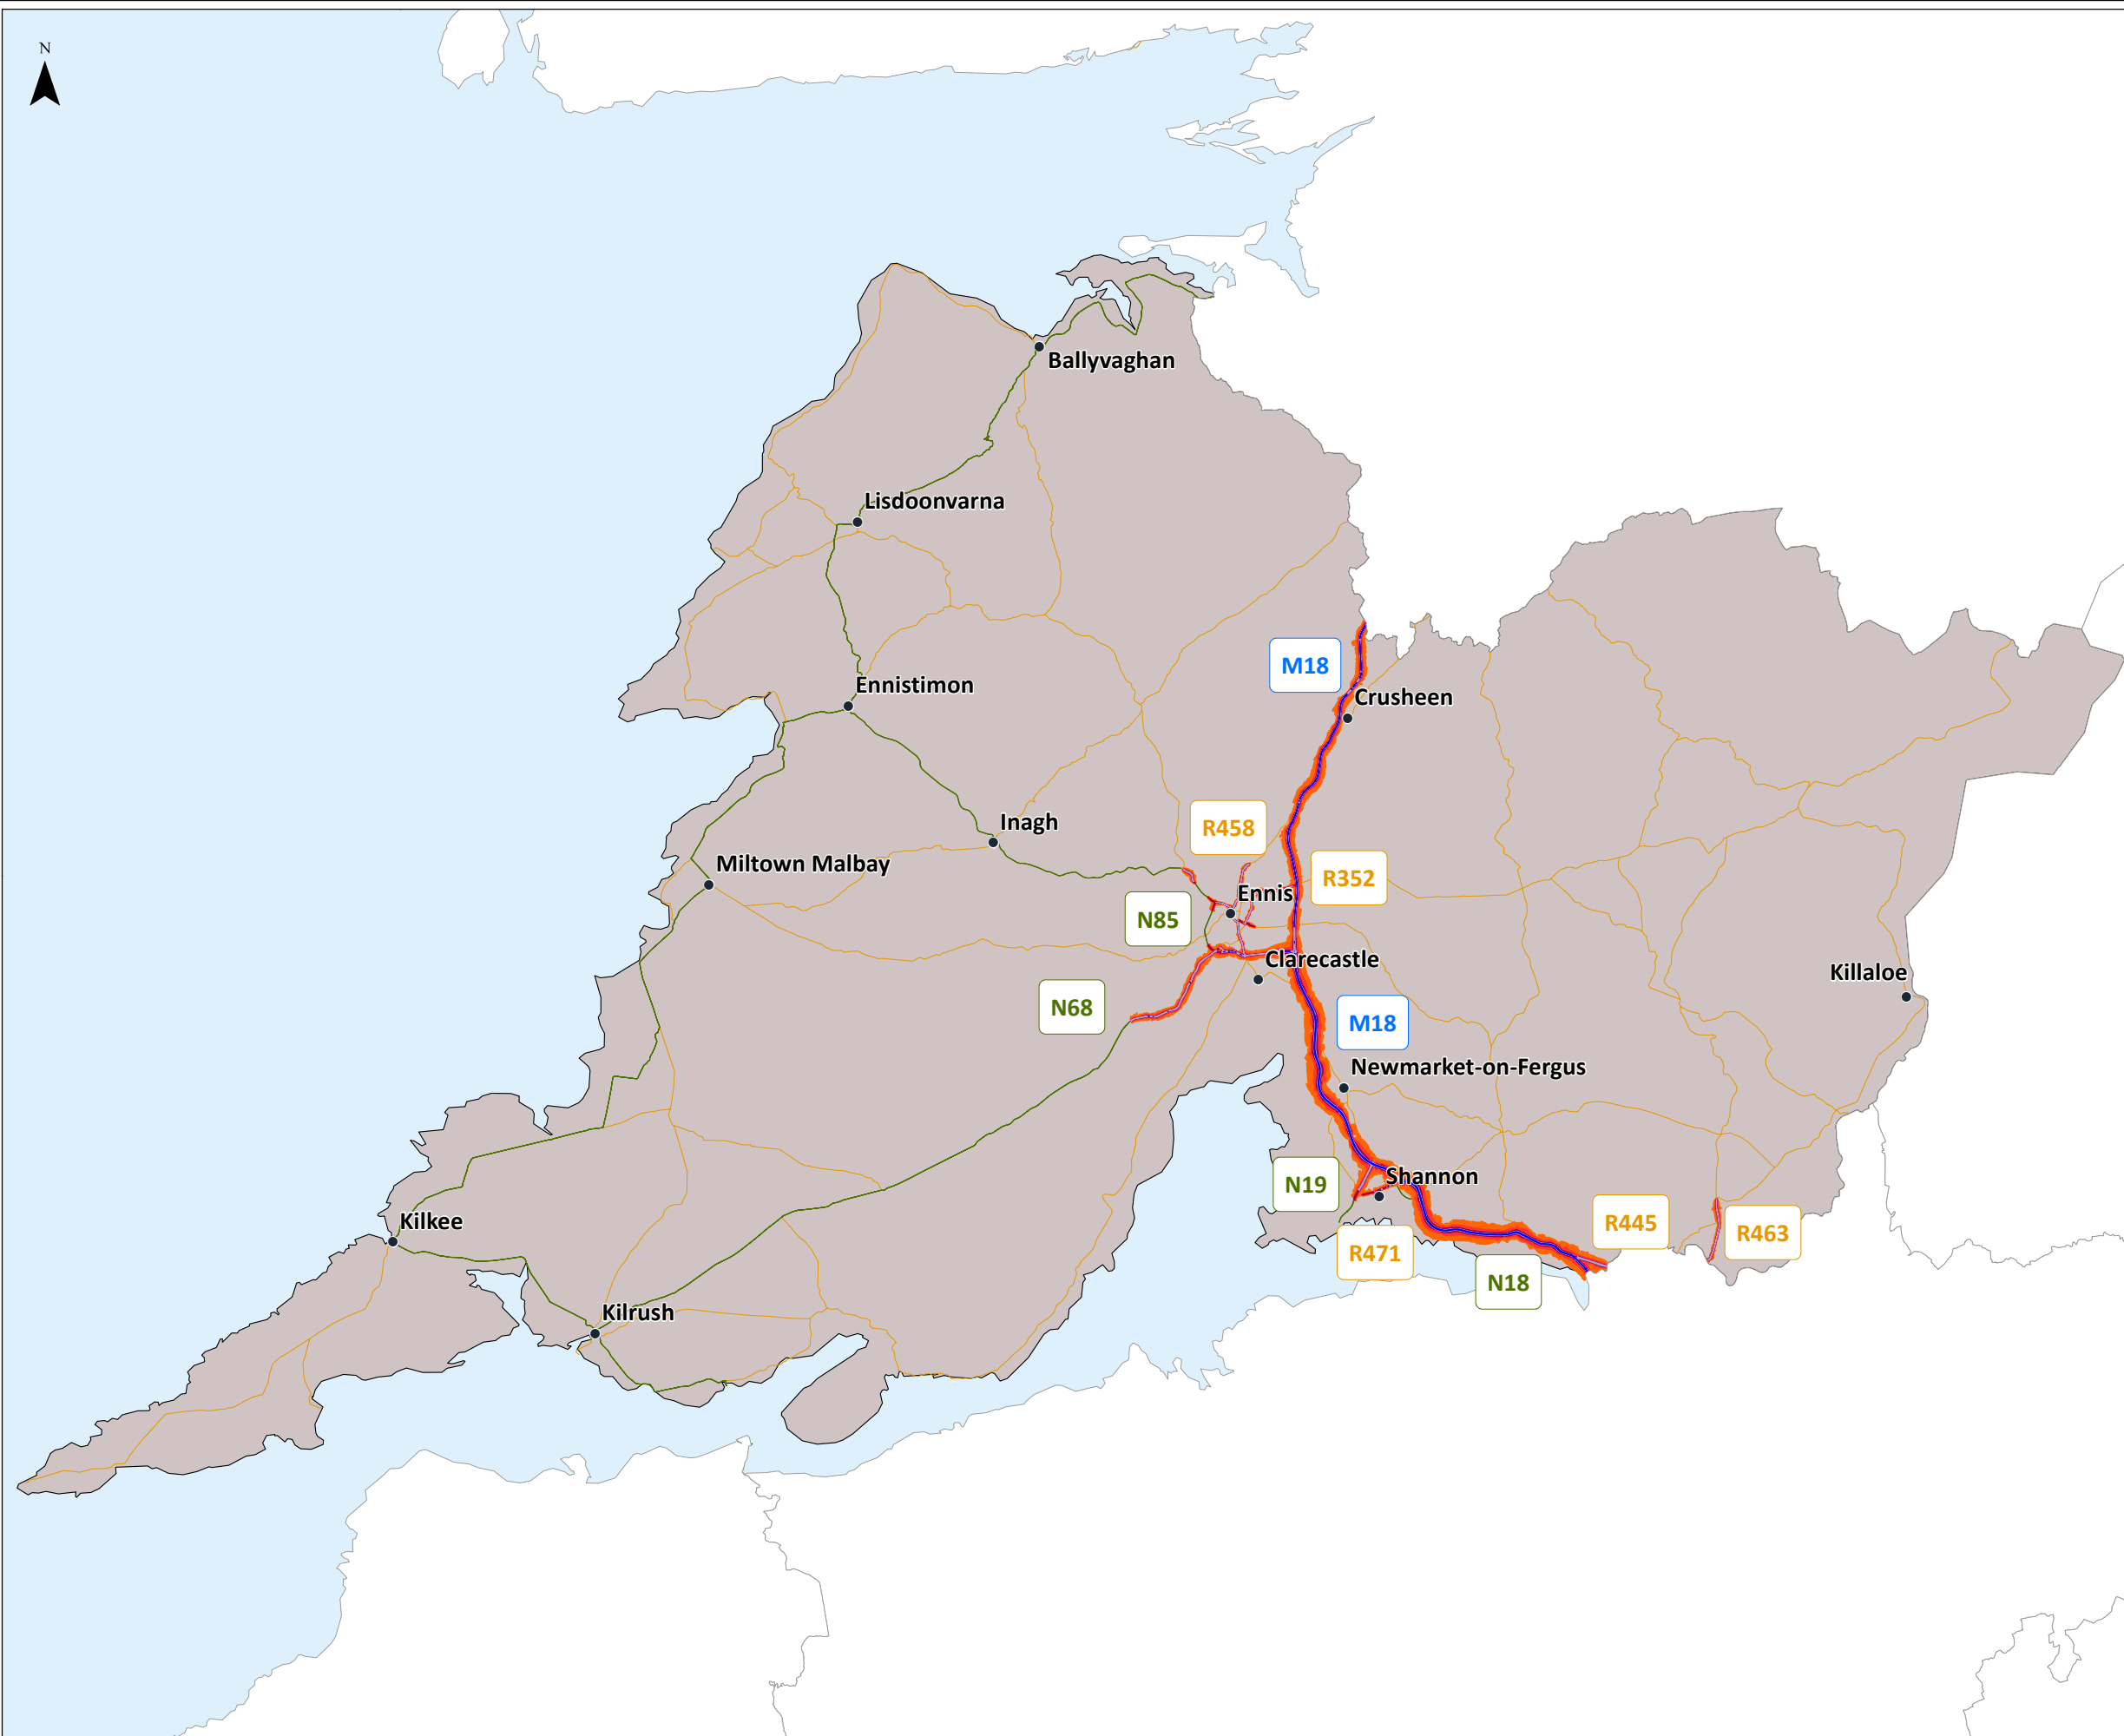 N
Ballyvaghan
Lisdoonvarna
M18
Ennistimon
Crusheen
R458
Inagh
Miltown Malbay
R352
Ennis
N85
Clarecastle
Killaloe
N68
M18
Newmarket-on-Fergus
Shannon
N19
Kilkee
R445
R463
R471
N18
Kilrush